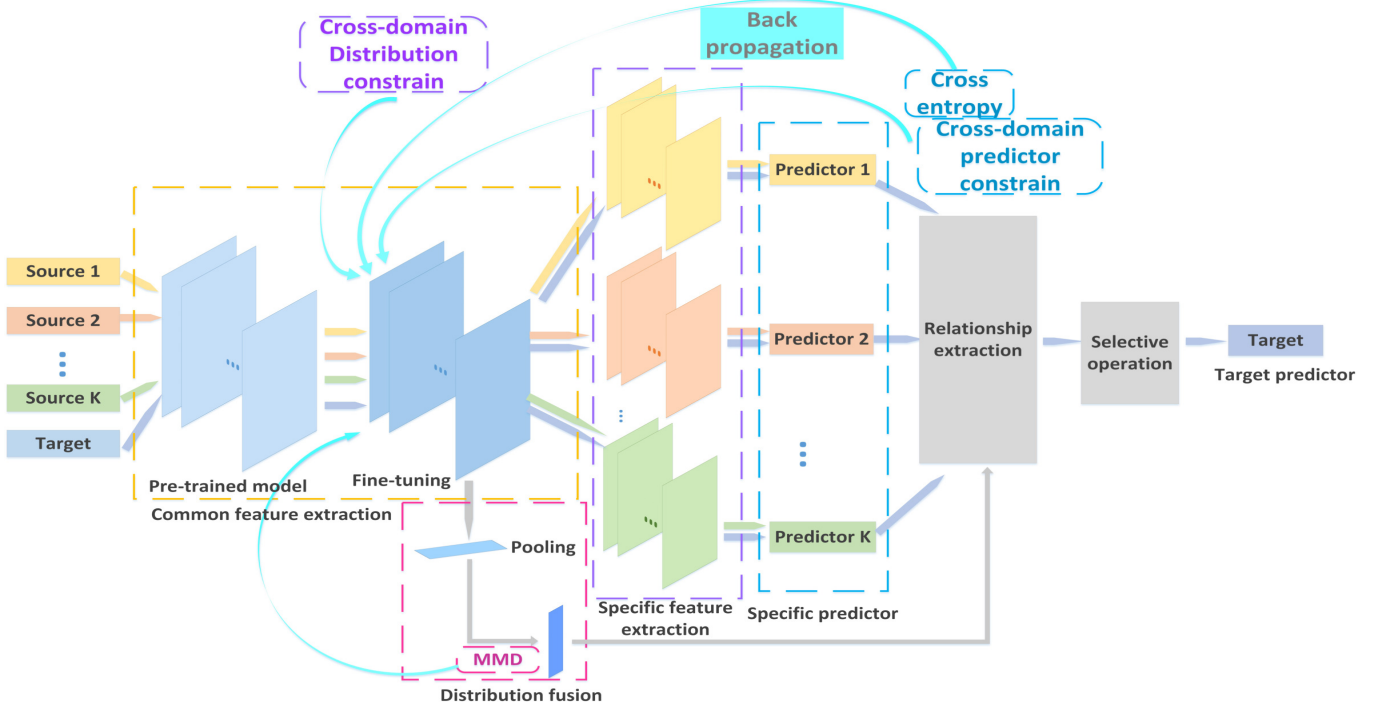 Cross-domain
Distribution
constrain
Back
propagation
Cross
entropy
Cross-domain
predictor
constrain
Source 1
Source 2
Source K
Target
Pre-trained model
Fine-tuning
Common feature extraction
Pooling
MMD
Distribution fusion
Specific feature
extraction
Predictor 1
Predictor 2
Predictor K
Specific predictor
Relationship
extraction
Selective
operation
Target
Target predictor